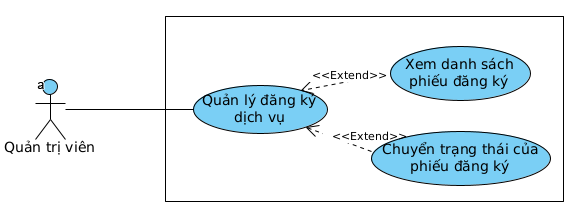 Xem danh sách
phiếu đăng ký
<<Extend>>
a
Quản lý đăng ký
dịch vụ
<<Extend>>
Chuyển trạng thái của
phiếu đăng ký
Quản trị viên